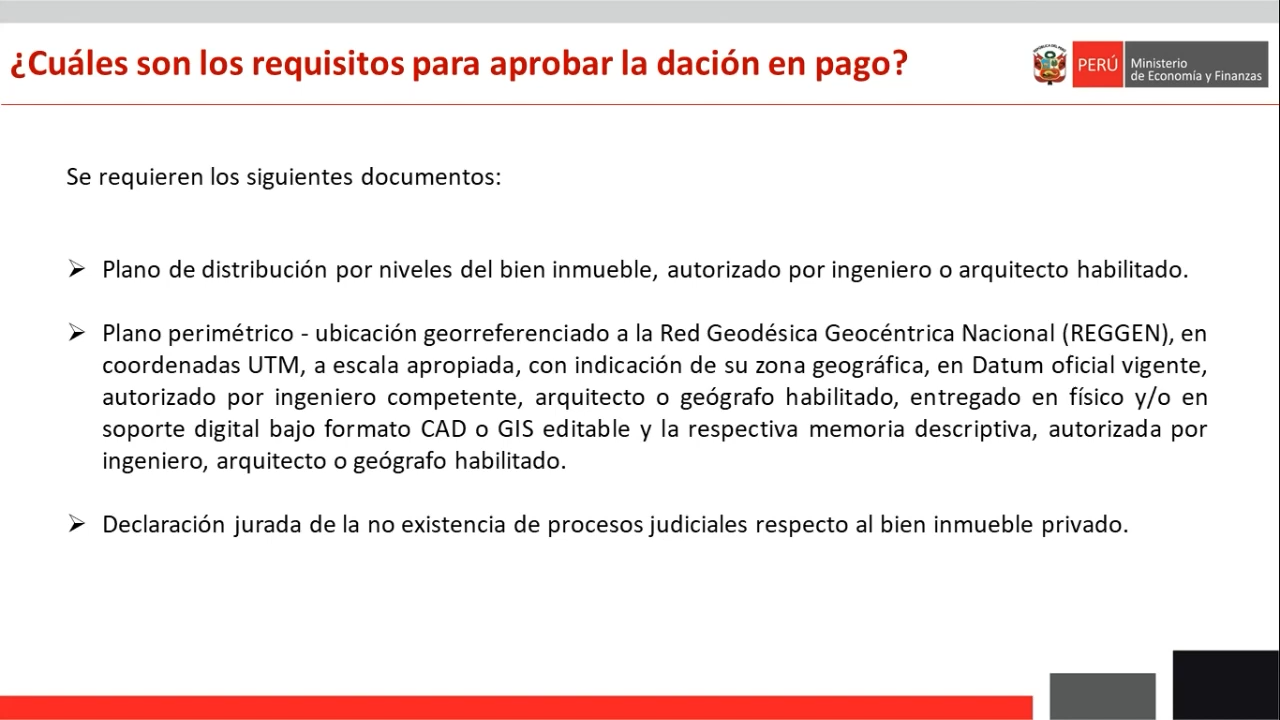 ¿Cuáles son los requisitos para aprobar la dación en pago?
PERÚ
Ministerio
de Economía y Finanzas
Se requieren los siguientes documentos:
➢ Plano de distribución por niveles del bien inmueble, autorizado por ingeniero o arquitecto habilitado.
➢ Plano perimétrico - ubicación georreferenciado a la Red Geodésica Geocéntrica Nacional (REGGEN), en
coordenadas UTM, a escala apropiada, con indicación de su zona geográfica, en Datum oficial vigente,
autorizado por ingeniero competente, arquitecto o geógrafo habilitado, entregado en físico y/o en
soporte digital bajo formato CAD o GIS editable y la respectiva memoria descriptiva, autorizada por
ingeniero, arquitecto o geógrafo habilitado.
➢ Declaración jurada de la no existencia de procesos judiciales respecto al bien inmueble privado.